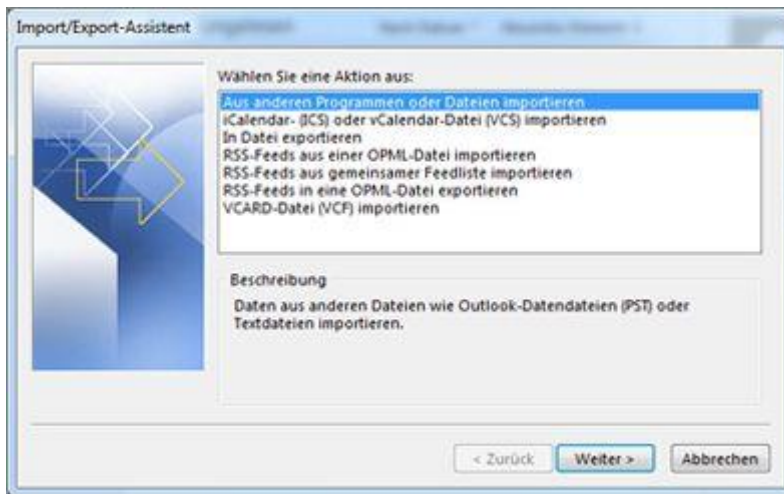 Import/Export-Assistent
Wählen Sie eine Aktion aus:
Aus anderen Programmen oder Dateien importieren
iCalendar- (ICS) oder vCalendar-Datei (VCS) importieren
In Datei exportieren
RSS-Feeds aus einer OPML-Datei importieren
RSS-Feeds aus gemeinsamer Feedliste importieren
RSS-Feeds in eine OPML-Datei exportieren
VCARD-Datei (VCF) importieren
Beschreibung
Daten aus anderen Dateien wie Outlook-Datendateien (PST) oder
Textdateien importieren.
< Zurück Weiter > Abbrechen